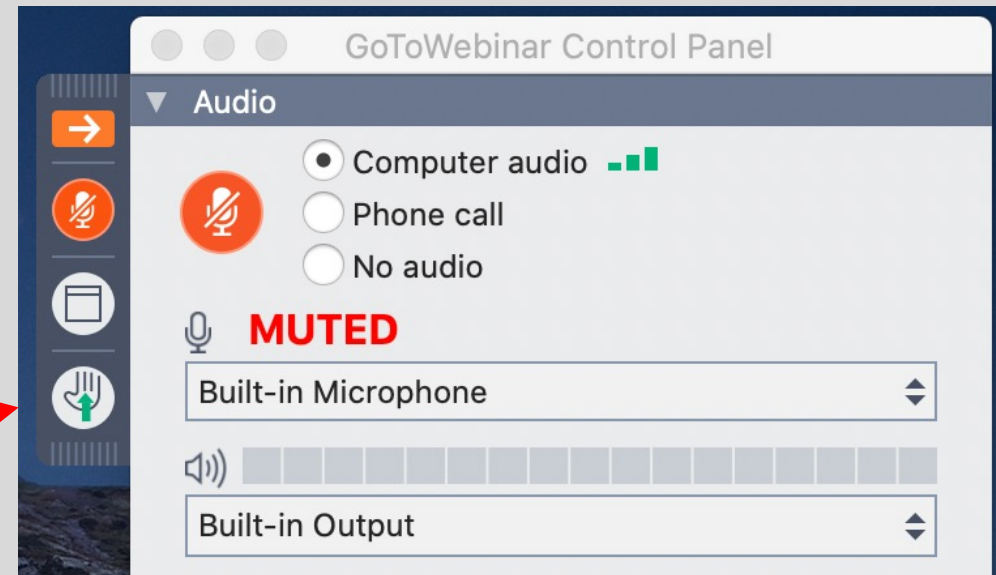 GoToWebinar Control Panel
Audio
Computer audio
Phone call
No audio
MUTED
Built-in Microphone
Built-in Output